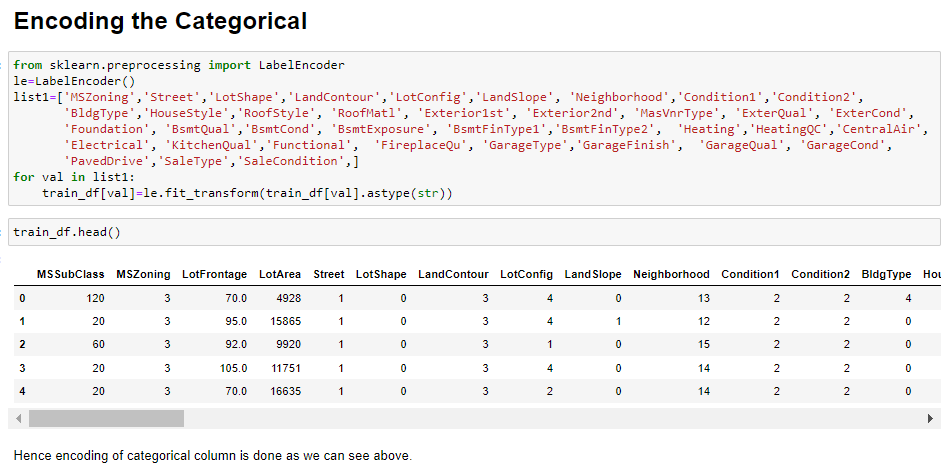 Encoding the Categorical
from sklearn.preprocessing import LabelEncoder
le=LabelEncoder()
list1=['MSZoning','Street','LotShape','LandContour','LotConfig','LandSlope', 'Neighborhood','Condition1','Condition2',
'BldgType','HouseStyle','RoofStyle', 'RoofMatl', 'Exterior1st', 'Exterior2nd', 'MasVnrType', 'ExterQual', 'ExterCond',
'Foundation', 'BsmtQual','BsmtCond', 'BsmtExposure', 'BsmtFinType1','BsmtFinType2', 'Heating','HeatingQC','CentralAir',
'Electrical', 'KitchenQual','Functional', 'FireplaceQu', 'GarageType','GarageFinish', 'GarageQual', 'GarageCond',
'PavedDrive','SaleType','SaleCondition',]
for val in list1:
train_df[val]=le.fit_transform(train_df[val].astype(str))
train_df.head()
MSSubClass MSZoning LotFrontage LotArea Street LotShape LandContour LotConfig LandSlope Neighborhood Condition1 Condition2 BldgType Hou
0 120 3 70.0 4928 1 0 3 4 0 13 2 2 4
1 20 3 95.0 15865 1 0 3 4 1 12 2 2 0
2 60 3 92.0 9920 1 0 3 1 0 15 2 2 0
3 20 3 105.0 11751 1 0 3 4 0 14 2 2 0
4 20 3 70.0 16635 1 0 3 2 0 14 2 2 0
Hence encoding of categorical column is done as we can see above.